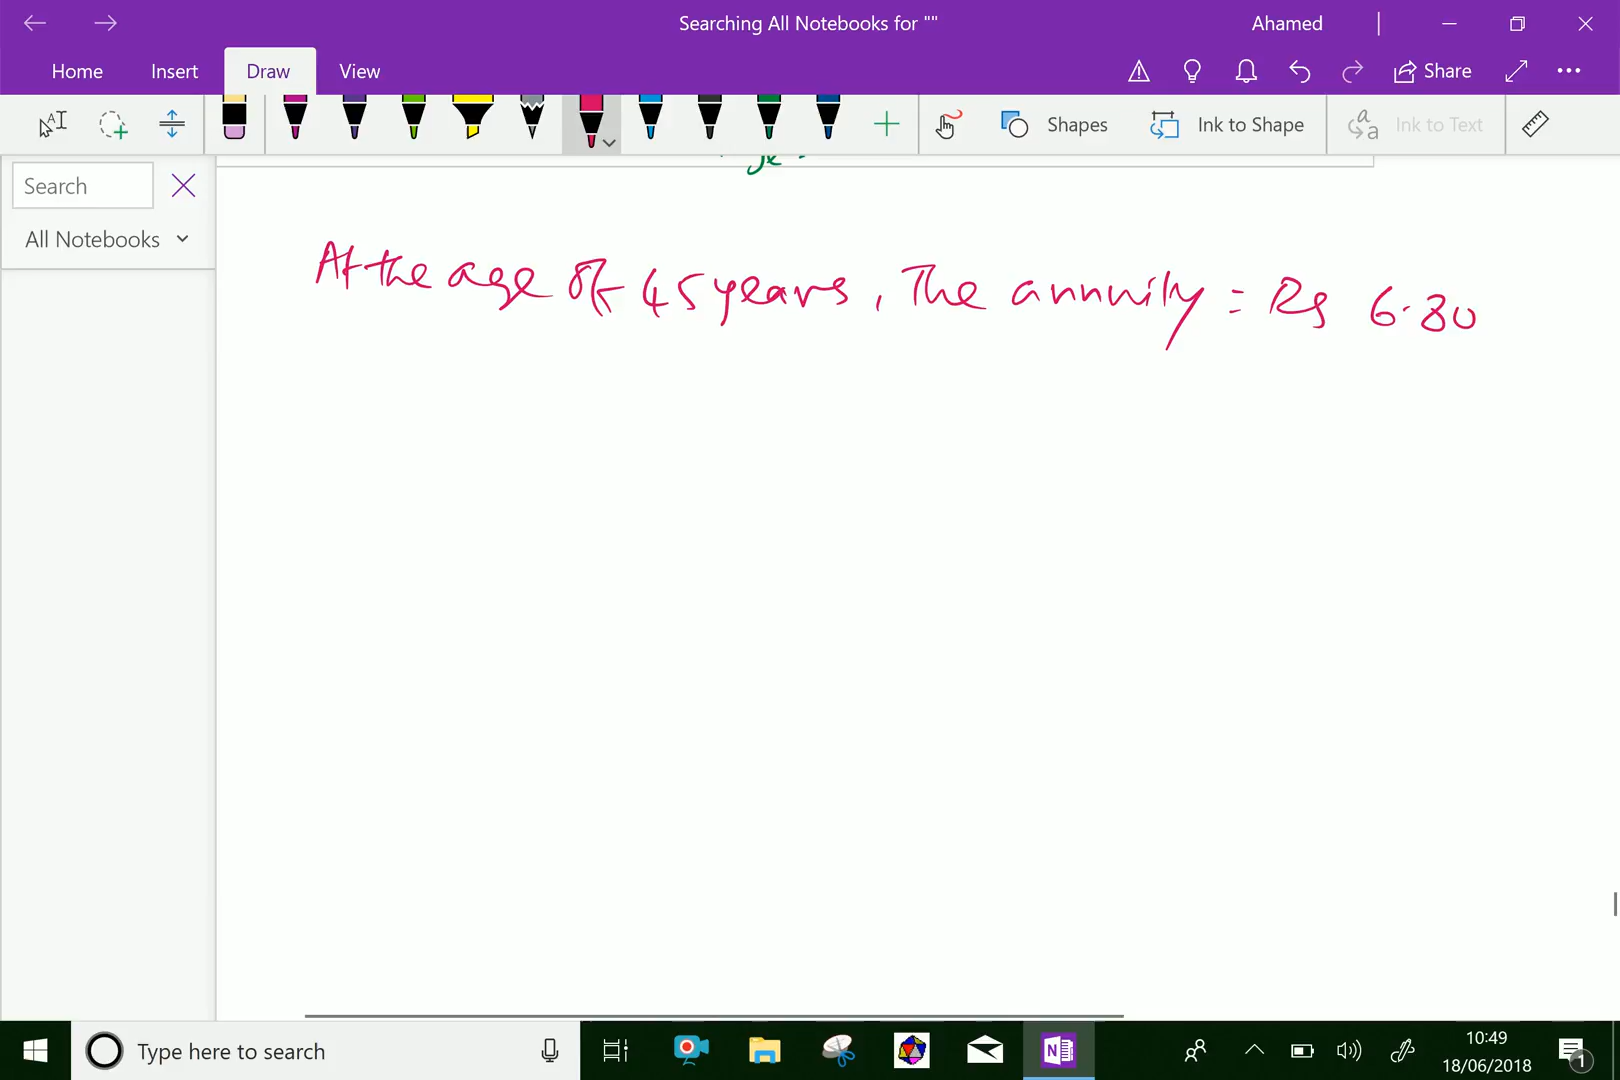 Searching All Notebooks for ""
Ahamed
Home Insert Draw View
Share
Shapes
Ink to Shape
Ink to Text
Search
All Notebooks
At the age of 45 years, The annuity = Rs 6.80
Type here to search
10:49
18/06/2018
1